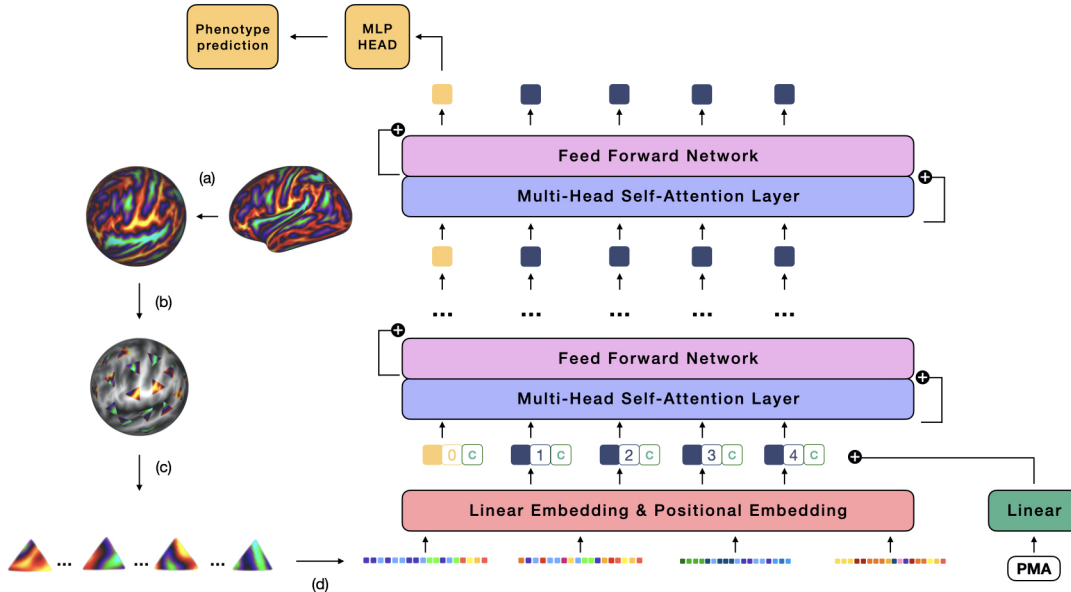 Phenotype
prediction
MLP
HEAD
Feed Forward Network
(a)
Multi-Head Self-Attention Layer
(b)
...
...
...
...
...
Feed Forward Network
Multi-Head Self-Attention Layer
(c)
0 C
1 C
2 C
3 C
4 C
Linear Embedding & Positional Embedding
Linear
... ... ...
(d)
PMA